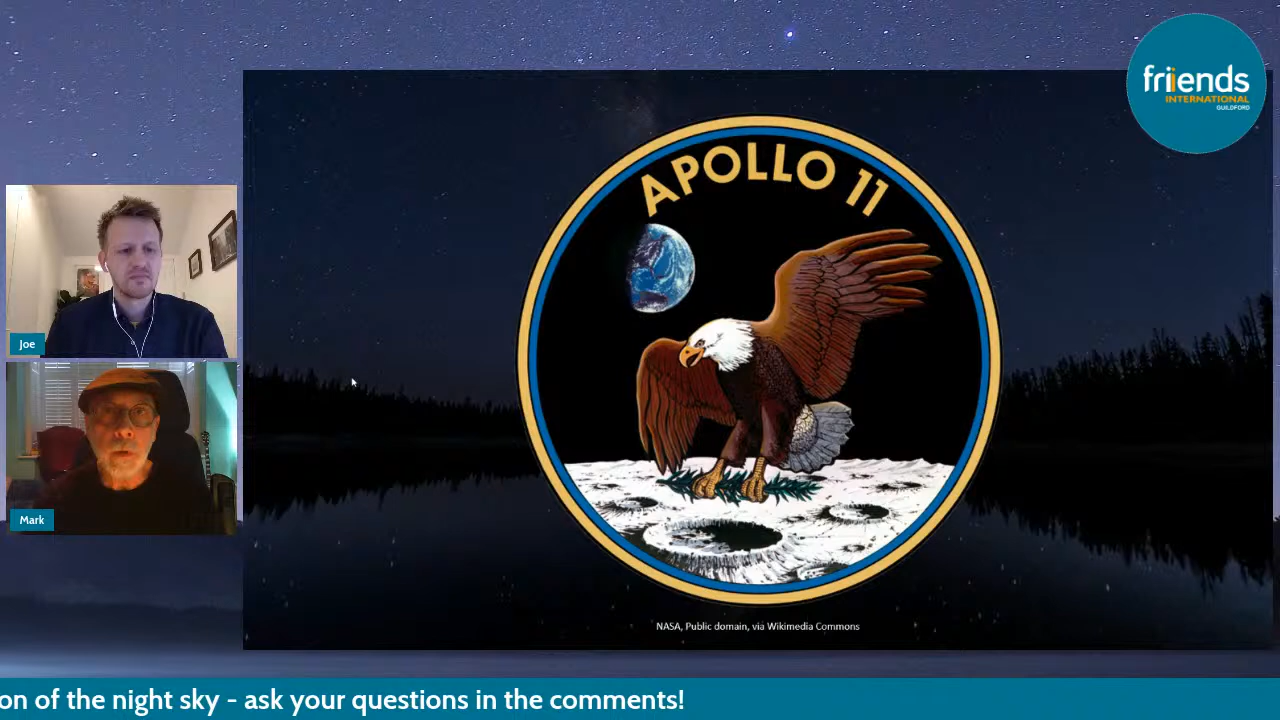 friends
INTERNATIONAL
GUILDFORD
APOLLO 11
Joe
Mark
NASA, Public domain, via Wikimedia Commons
on of the night sky - ask your questions in the comments!